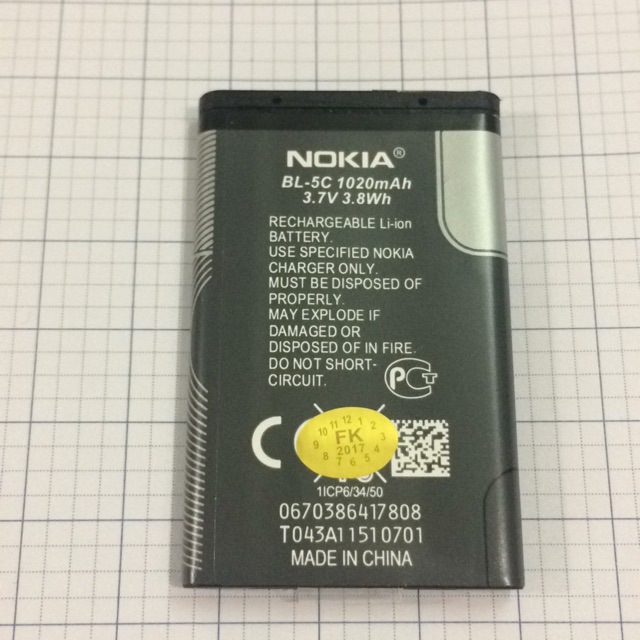 NOKIA®
BL-5C 1020mAh
3.7V 3.8Wh
RECHARGEABLE Li-ion
BATTERY.
USE SPECIFIED NOKIA
CHARGER ONLY.
MUST BE DISPOSED OF
PROPERLY.
MAY EXPLODE IF
DAMAGED OR
DISPOSED OF IN FIRE.
DO NOT SHORT-
CIRCUIT.
РСТ
CE
12 1 2 3 4 5 6 7 8 9 10 11
FK
2017
1ICP6/34/50
0670386417808
T043A11510701
MADE IN CHINA